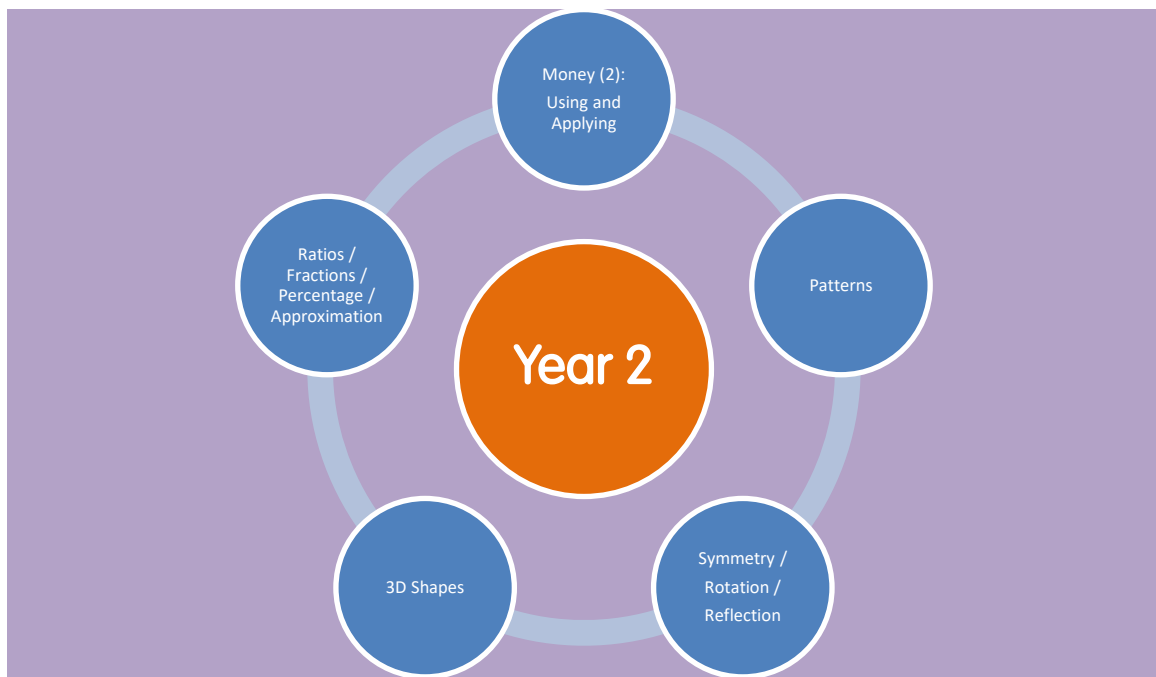 Money (2):
Using and
Applying
Patterns
Symmetry /
Rotation /
Reflection
3D Shapes
Ratios /
Fractions /
Percentage /
Approximation
Year 2